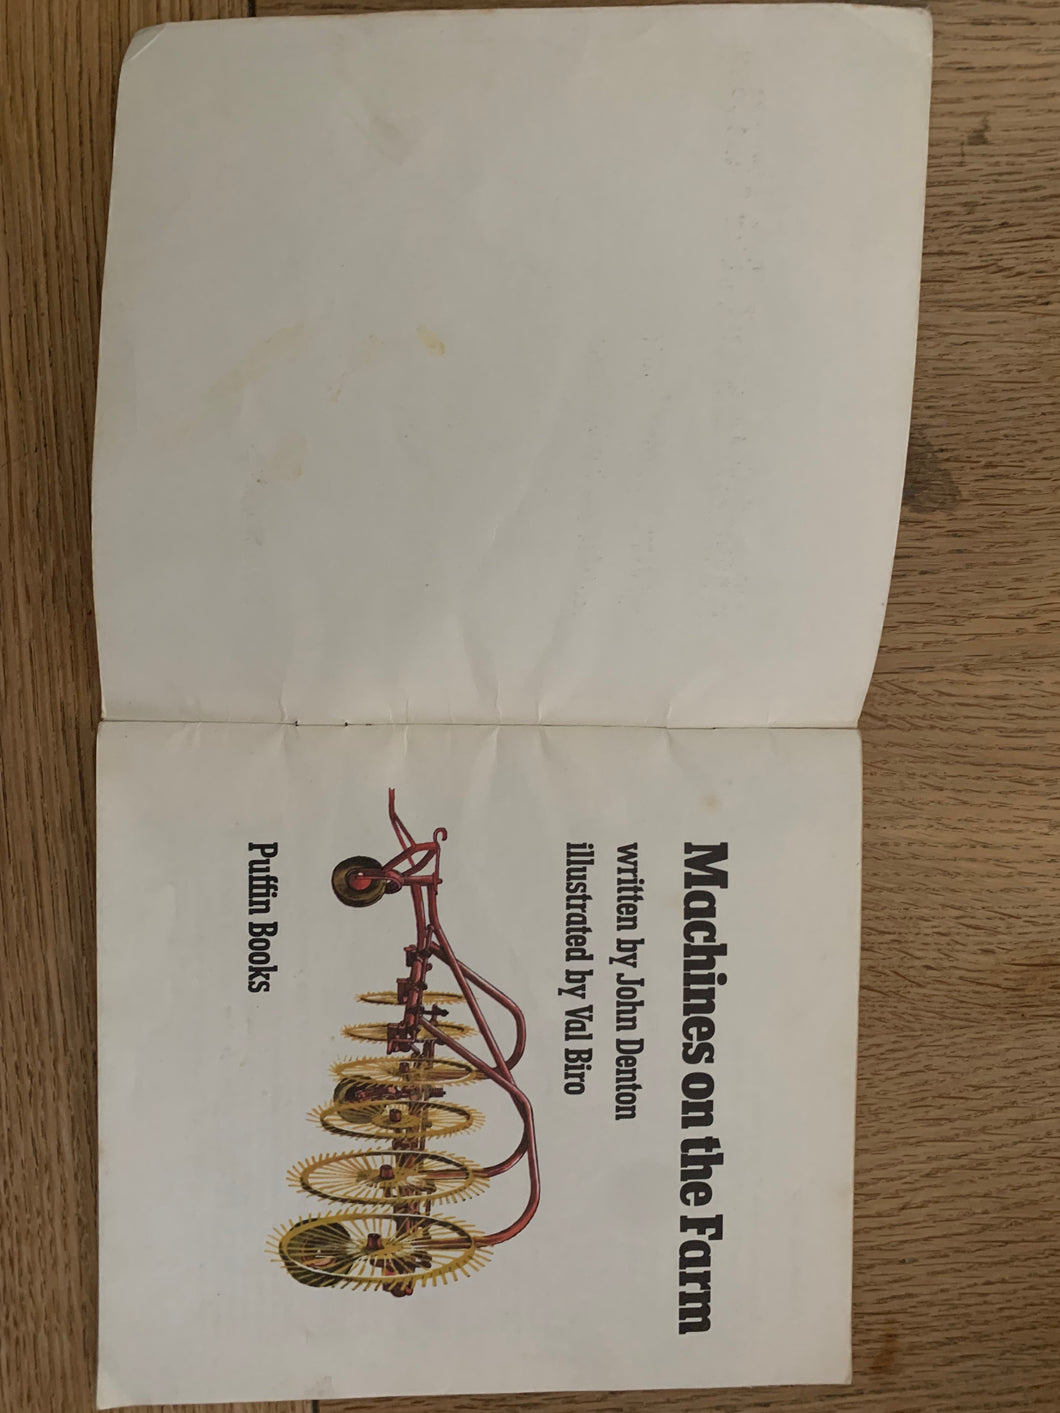 Machines on the Farm
written by John Denton
illustrated by Val Biro
Puffin Books